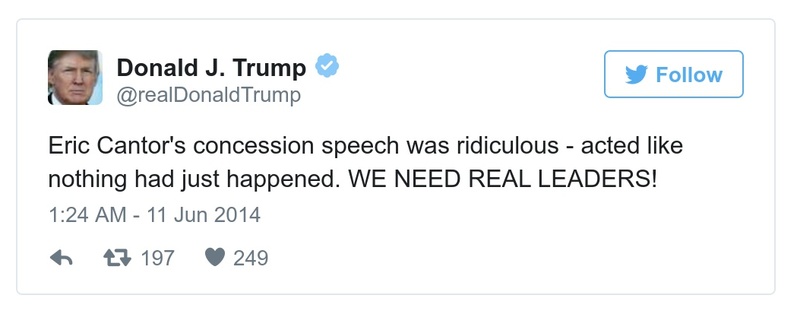 Donald J. Trump
@realDonaldTrump
Follow
Eric Cantor's concession speech was ridiculous - acted like
nothing had just happened. WE NEED REAL LEADERS!
1:24 AM - 11 Jun 2014
197 249